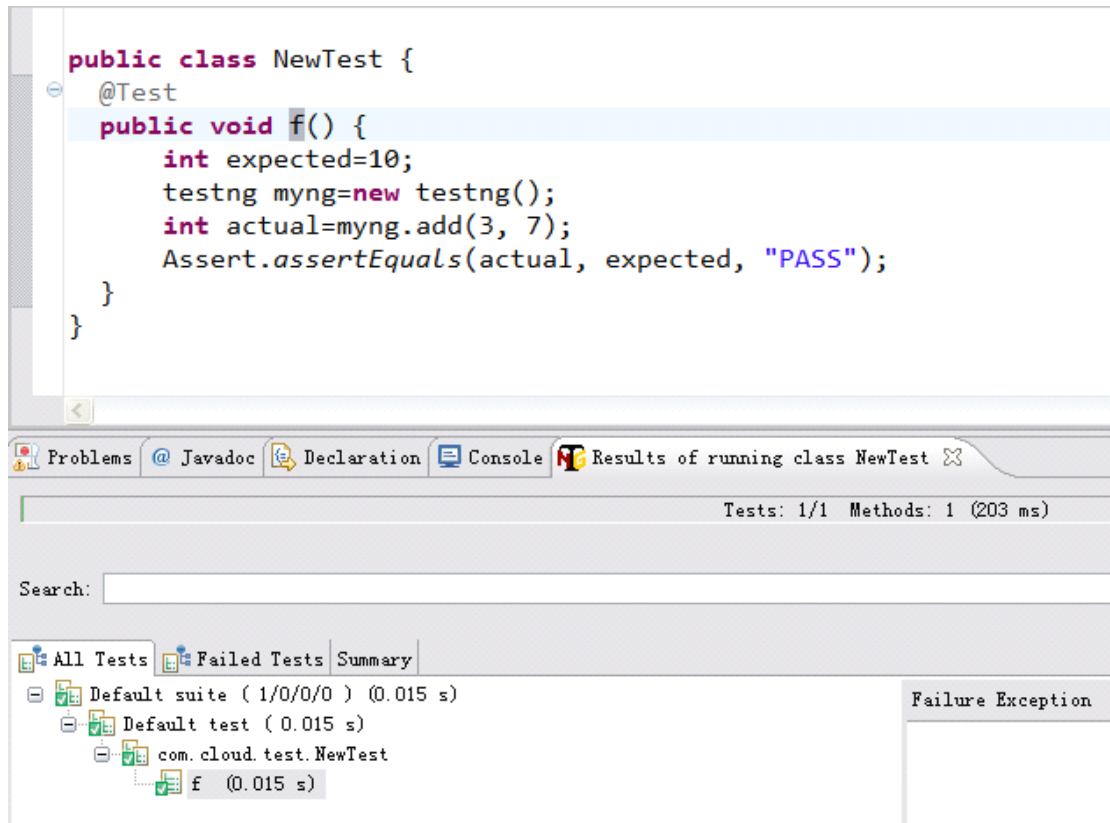 public class NewTest {
@Test
public void f() {
int expected=10;
testng myng=new testng();
int actual=myng.add(3, 7);
Assert.assertEquals(actual, expected, "PASS");
}
}
Problems @ Javadoc Declaration Console Results of running class NewTest
Tests: 1/1 Methods: 1 (203 ms)
Search:
All Tests Failed Tests Summary
Default suite ( 1/0/0/0 ) (0.015 s)
Failure Exception
Default test ( 0.015 s)
com.cloud.test.NewTest
f (0.015 s)